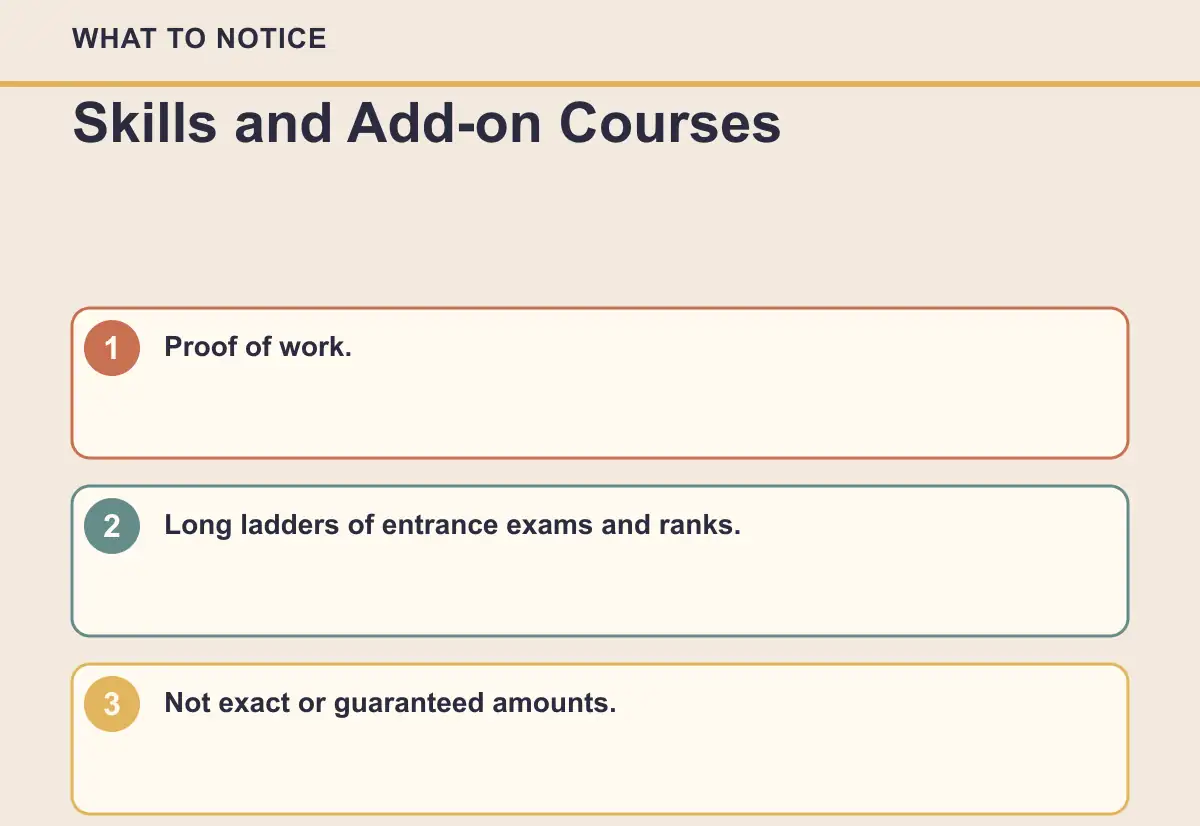 WHAT TO NOTICE
Skills and Add-on Courses
1
Proof of work.
2
Long ladders of entrance exams and ranks.
3
Not exact or guaranteed amounts.